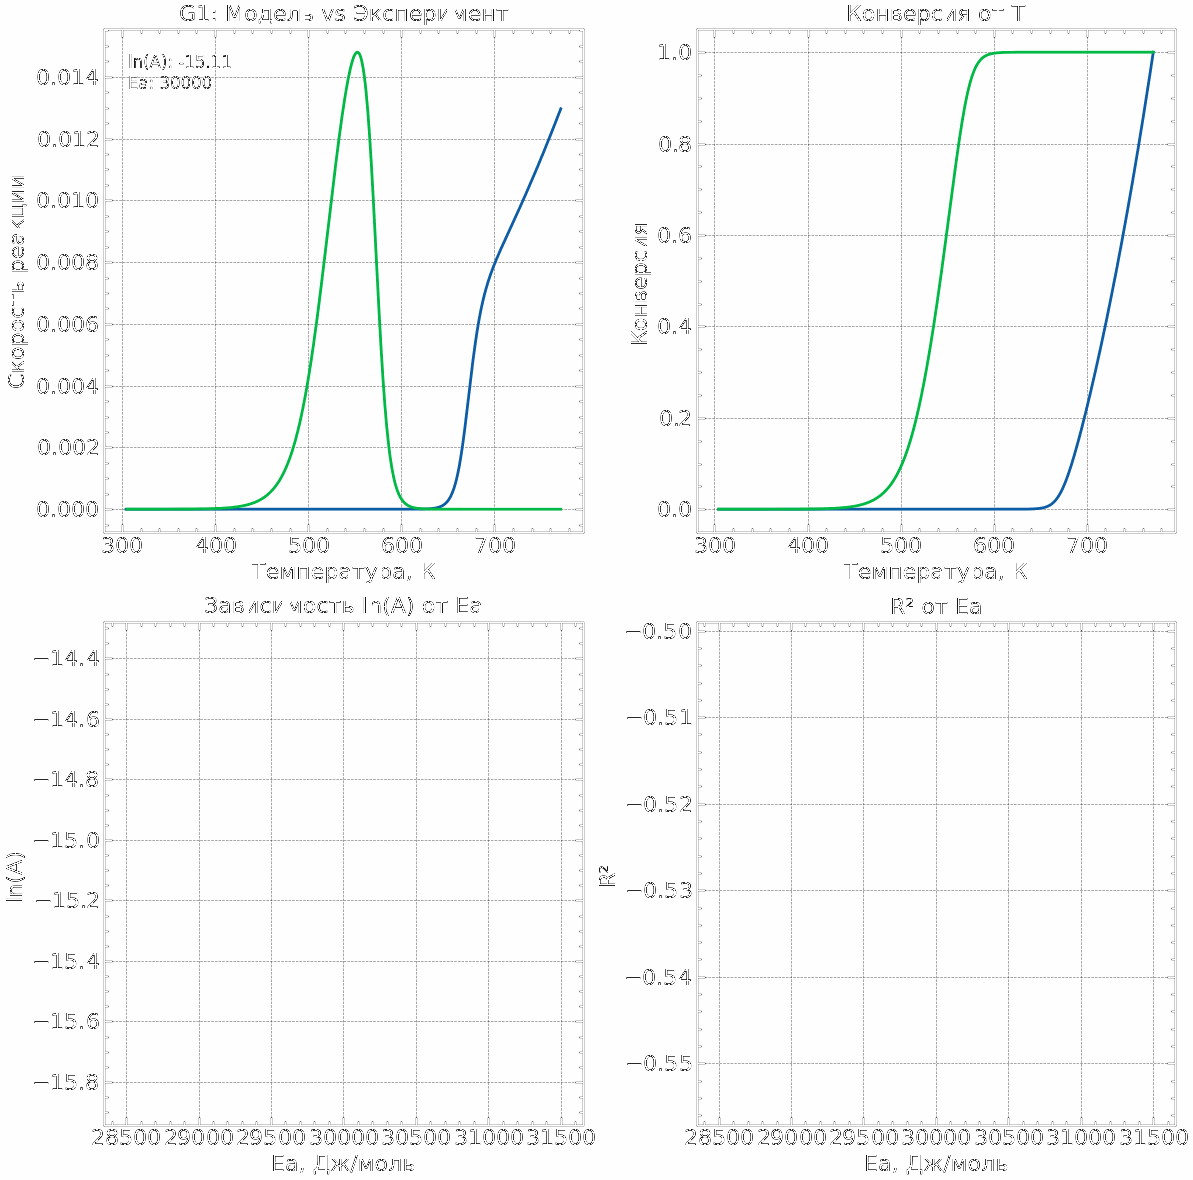 G1: Модель vs Эксперимент
ln(A): -15.11
Ea: 30000
0.014
0.012
0.010
0.008
0.006
0.004
0.002
0.000
Скорость реакции
300 400 500 600 700
Температура, К
Конверсия от Т
1.0
0.8
0.6
0.4
0.2
0.0
Конверсия
300 400 500 600 700
Температура, К
Зависимость ln(A) от Ea
−14.4
−14.6
−14.8
−15.0
−15.2
−15.4
−15.6
−15.8
ln(A)
28500 29000 29500 30000 30500 31000 31500
Ea, Дж/моль
R² от Ea
−0.50
−0.51
−0.52
−0.53
−0.54
−0.55
R²
28500 29000 29500 30000 30500 31000 31500
Ea, Дж/моль